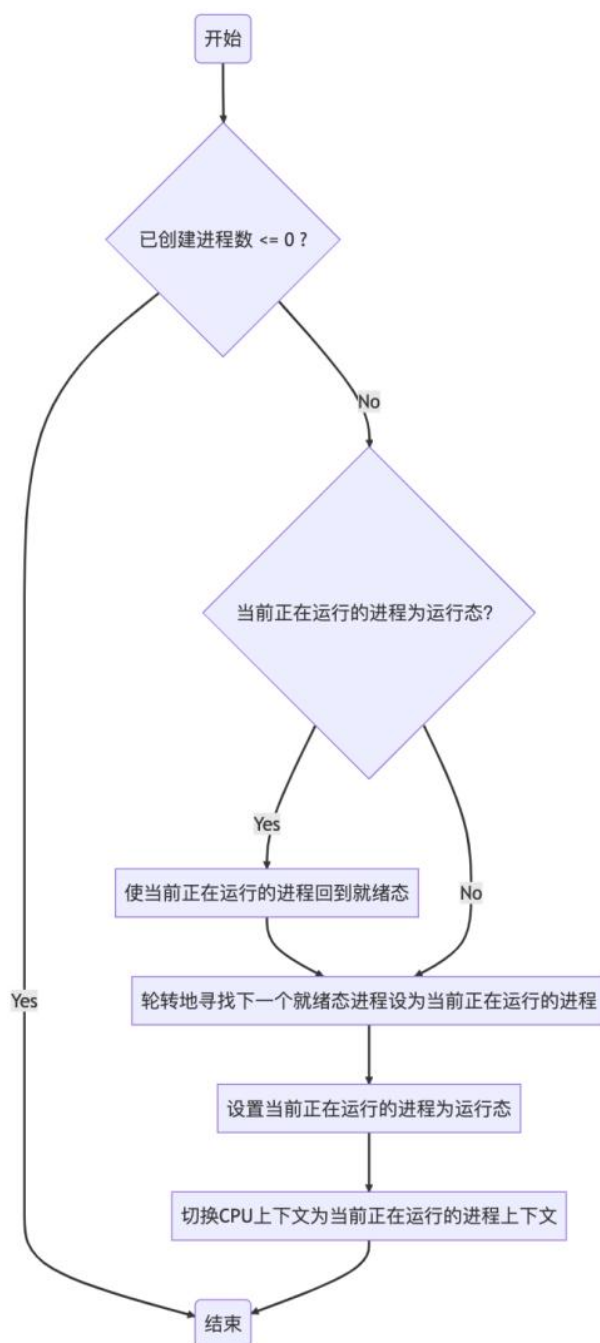 开始
已创建进程数 <= 0 ?
No
当前正在运行的进程为运行态?
Yes
使当前正在运行的进程回到就绪态
No
轮转地寻找下一个就绪态进程设为当前正在运行的进程
Yes
设置当前正在运行的进程为运行态
切换CPU上下文为当前正在运行的进程上下文
结束